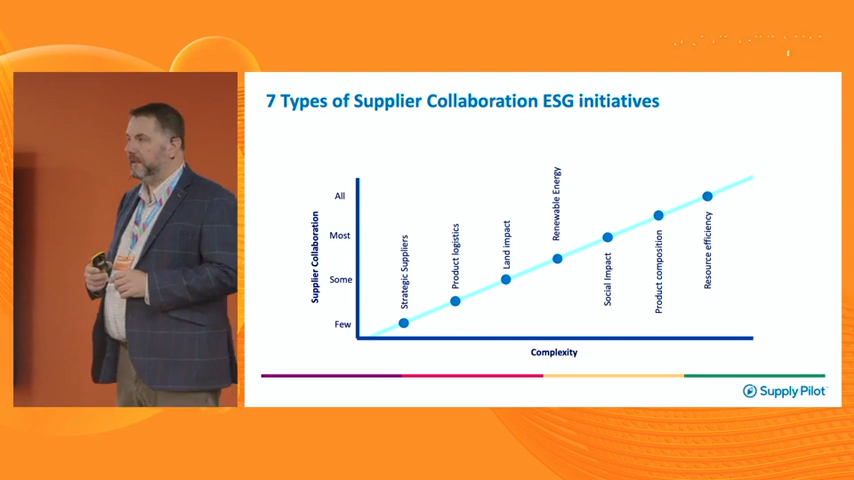 7 Types of Supplier Collaboration ESG initiatives
Supplier Collaboration
All
Most
Some
Few
Strategic Suppliers
Product logistics
Land impact
Renewable Energy
Social Impact
Product composition
Resource efficiency
Complexity
Supply Pilot